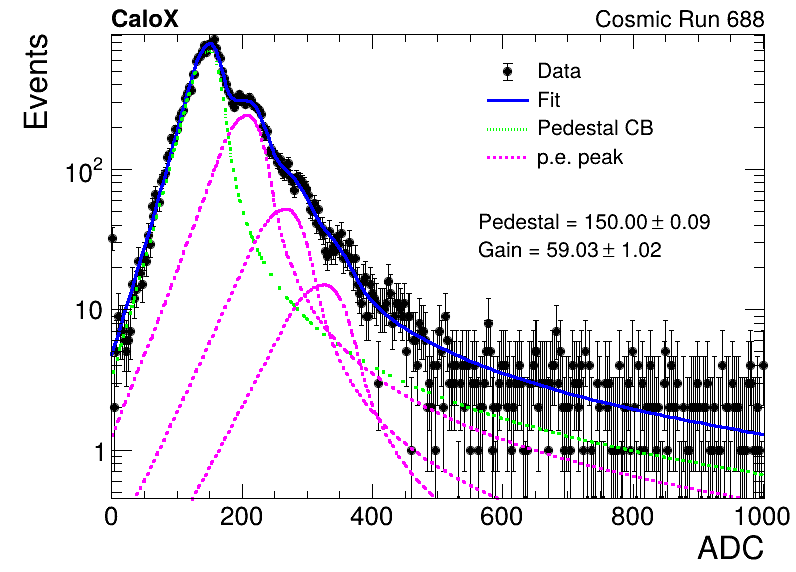 CaloX Cosmic Run 688
Events
Data
Fit
Pedestal CB
p.e. peak
Pedestal = 150.00 ± 0.09
Gain = 59.03 ± 1.02
10²
10
1
0 200 400 600 800 1000
ADC